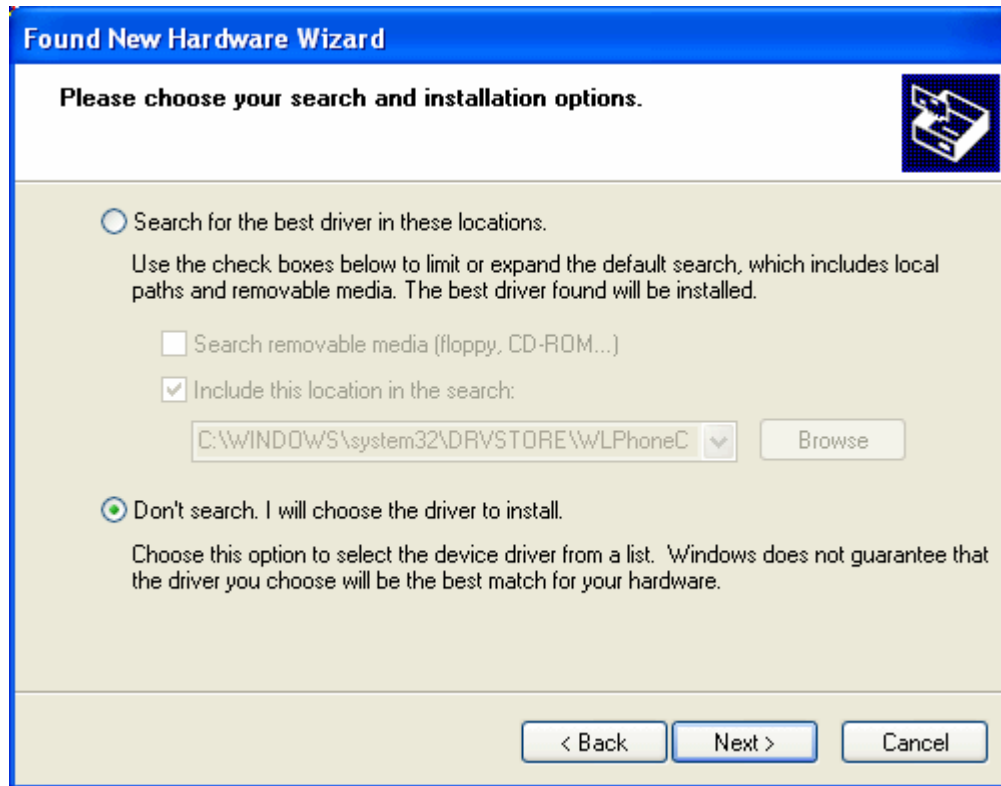 Found New Hardware Wizard
Please choose your search and installation options.
Search for the best driver in these locations.
Use the check boxes below to limit or expand the default search, which includes local
paths and removable media. The best driver found will be installed.
Search removable media (floppy, CD-ROM...)
Include this location in the search:
C:\WINDOWS\system32\DRVSTORE\WLPhoneC
Browse
Don't search. I will choose the driver to install.
Choose this option to select the device driver from a list.  Windows does not guarantee that
the driver you choose will be the best match for your hardware.
< Back
Next >
Cancel